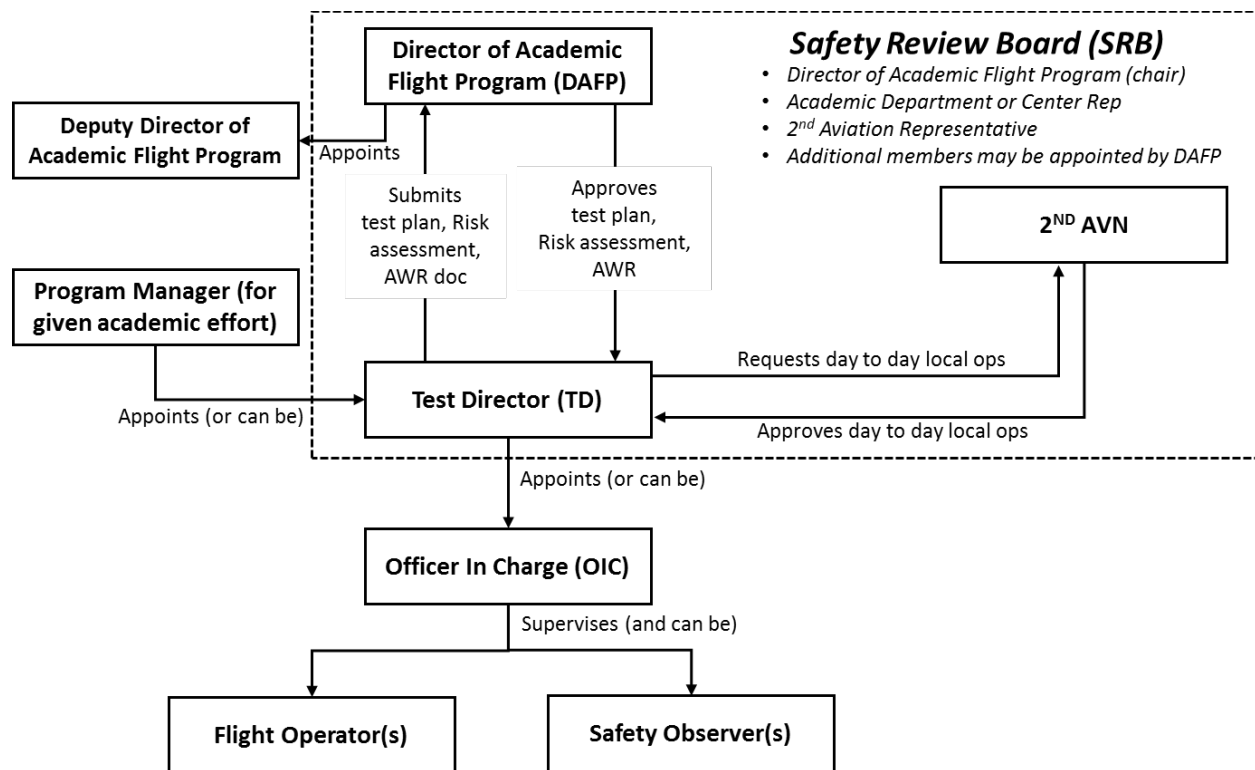 Director of Academic
Flight Program (DAFP)
Safety Review Board (SRB)
• Director of Academic Flight Program (chair)
• Academic Department or Center Rep
• 2nd Aviation Representative
• Additional members may be appointed by DAFP
Deputy Director of
Academic Flight Program
Appoints
Submits
test plan, Risk
assessment,
AWR doc
Approves
test plan,
Risk assessment,
AWR
2ND AVN
Program Manager (for
given academic effort)
Appoints (or can be)
Test Director (TD)
Requests day to day local ops
Approves day to day local ops
Appoints (or can be)
Officer In Charge (OIC)
Supervises (and can be)
Flight Operator(s)
Safety Observer(s)